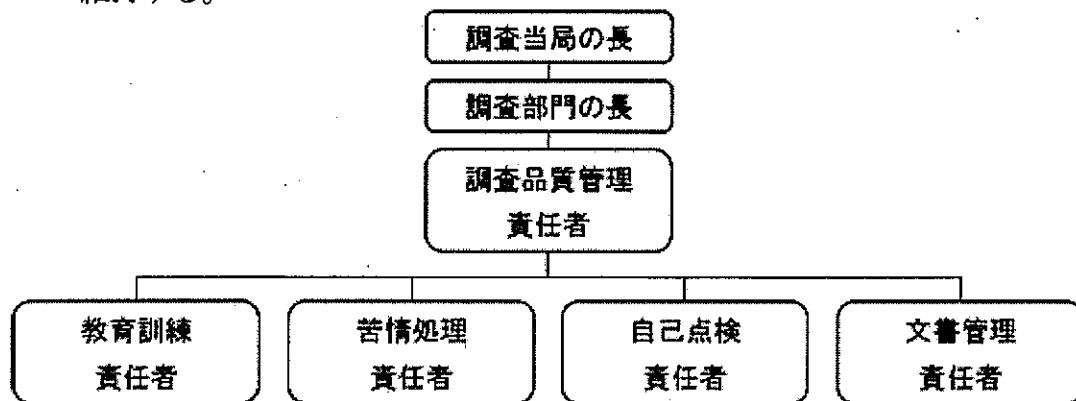 調査当局の長
調査部門の長
調査品質管理
責任者
教育訓練
責任者
苦情処理
責任者
自己点検
責任者
文書管理
責任者